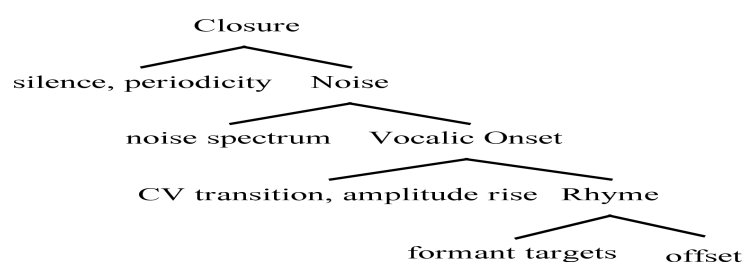 Closure
silence, periodicity Noise
noise spectrum Vocalic Onset
CV transition, amplitude rise Rhyme
formant targets offset